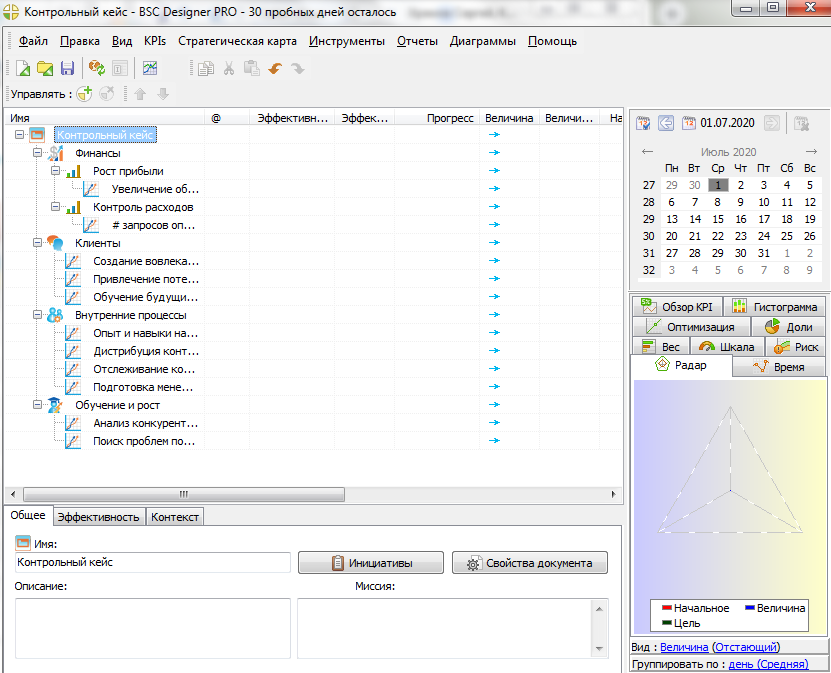 Контрольный кейс - BSC Designer PRO - 30 пробных дней осталось
Файл Правка Вид KPIs Стратегическая карта Инструменты Отчеты Диаграммы Помощь
Управлять :
Имя @ Эффективн... Эффек... Прогресс Величина Величи... На
Контрольный кейс
Финансы
Рост прибыли
Увеличение об...
Контроль расходов
# запросов оп...
Клиенты
Создание вовлека...
Привлечение поте...
Обучение будущи...
Внутренние процессы
Опыт и навыки на...
Дистрибуция конт...
Отслеживание ко...
Подготовка мене...
Обучение и рост
Анализ конкурент...
Поиск проблем по...
Общее Эффективность Контекст
Имя:
Контрольный кейс
Инициативы Свойства документа
Описание: Миссия:
12 12 01.07.2020
Июль 2020
Пн Вт Ср Чт Пт Сб Вс
27 29 30 1 2 3 4 5
28 6 7 8 9 10 11 12
29 13 14 15 16 17 18 19
30 20 21 22 23 24 25 26
31 27 28 29 30 31 1 2
32 3 4 5 6 7 8 9
Обзор KPI Гистограмма
Оптимизация Доли
Вес Шкала Риск
Радар Время
Начальное Величина
Цель
Вид : Величина (Отстающий)
Группировать по : день (Средняя)